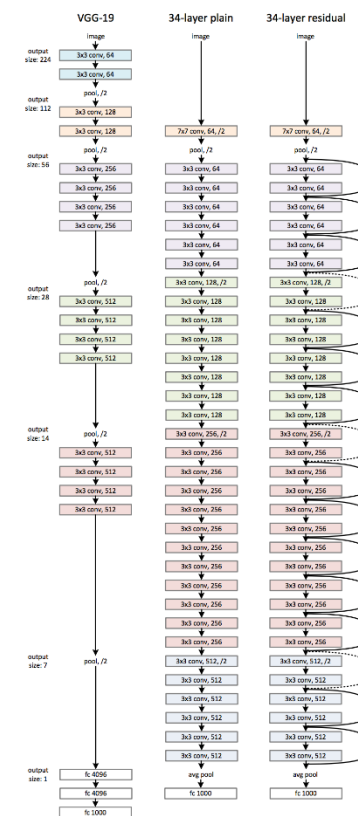 VGG-19
image
output
size: 224
3x3 conv, 64
3x3 conv, 64
pool, /2
output
size: 112
3x3 conv, 128
3x3 conv, 128
pool, /2
output
size: 56
3x3 conv, 256
3x3 conv, 256
3x3 conv, 256
3x3 conv, 256
pool, /2
output
size: 28
3x3 conv, 512
3x3 conv, 512
3x3 conv, 512
3x3 conv, 512
pool, /2
output
size: 14
3x3 conv, 512
3x3 conv, 512
3x3 conv, 512
3x3 conv, 512
pool, /2
output
size: 7
output
size: 1
fc 4096
fc 4096
fc 1000
34-layer plain
image
7x7 conv, 64, /2
pool, /2
3x3 conv, 64
3x3 conv, 64
3x3 conv, 64
3x3 conv, 64
3x3 conv, 64
3x3 conv, 64
3x3 conv, 128, /2
3x3 conv, 128
3x3 conv, 128
3x3 conv, 128
3x3 conv, 128
3x3 conv, 128
3x3 conv, 128
3x3 conv, 128
3x3 conv, 256, /2
3x3 conv, 256
3x3 conv, 256
3x3 conv, 256
3x3 conv, 256
3x3 conv, 256
3x3 conv, 256
3x3 conv, 256
3x3 conv, 256
3x3 conv, 256
3x3 conv, 256
3x3 conv, 256
3x3 conv, 512, /2
3x3 conv, 512
3x3 conv, 512
3x3 conv, 512
3x3 conv, 512
3x3 conv, 512
avg pool
fc 1000
34-layer residual
image
7x7 conv, 64, /2
pool, /2
3x3 conv, 64
3x3 conv, 64
3x3 conv, 64
3x3 conv, 64
3x3 conv, 64
3x3 conv, 64
3x3 conv, 128, /2
3x3 conv, 128
3x3 conv, 128
3x3 conv, 128
3x3 conv, 128
3x3 conv, 128
3x3 conv, 128
3x3 conv, 128
3x3 conv, 256, /2
3x3 conv, 256
3x3 conv, 256
3x3 conv, 256
3x3 conv, 256
3x3 conv, 256
3x3 conv, 256
3x3 conv, 256
3x3 conv, 256
3x3 conv, 256
3x3 conv, 256
3x3 conv, 256
3x3 conv, 512, /2
3x3 conv, 512
3x3 conv, 512
3x3 conv, 512
3x3 conv, 512
3x3 conv, 512
avg pool
fc 1000